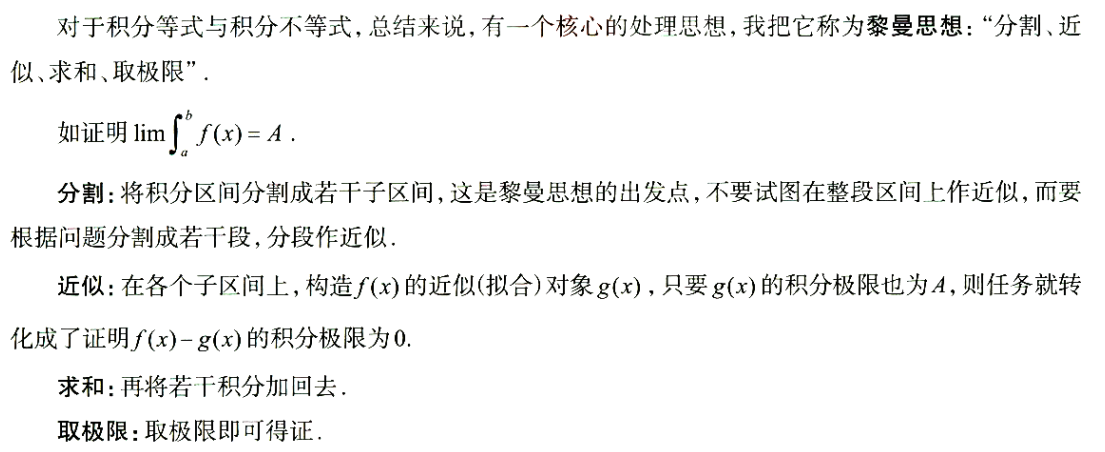 对于积分等式与积分不等式,总结来说,有一个核心的处理思想,我把它称为黎曼思想:“分割、近
似、求和、取极限”.
如证明 lim∫_a^b f(x) = A .
分割:将积分区间分割成若干子区间,这是黎曼思想的出发点,不要试图在整段区间上作近似,而要
根据问题分割成若干段,分段作近似.
近似:在各个子区间上,构造f(x)的近似(拟合)对象g(x),只要g(x)的积分极限也为A,则任务就转
化成了证明f(x)-g(x)的积分极限为0.
求和:再将若干积分加回去.
取极限:取极限即可得证.